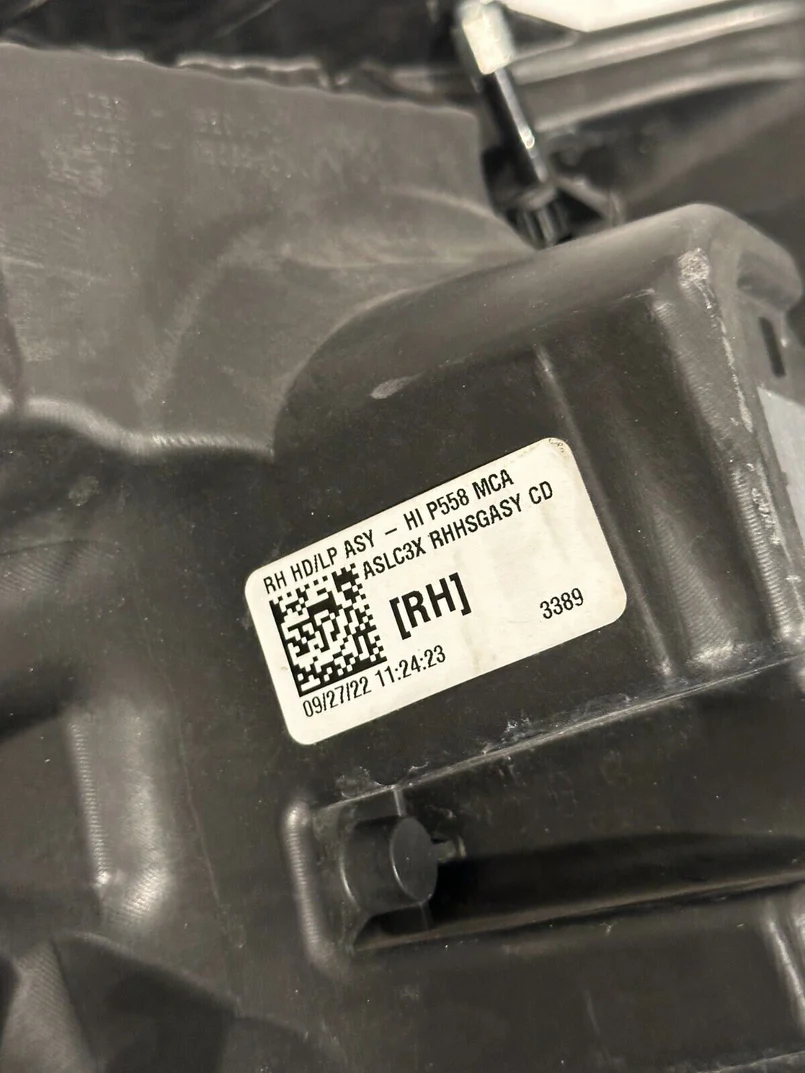 RH HD/LP ASY – HI P558 MCA
ASLC3X RHHSGASY CD
[RH]
3389
09/27/22 11:24:23